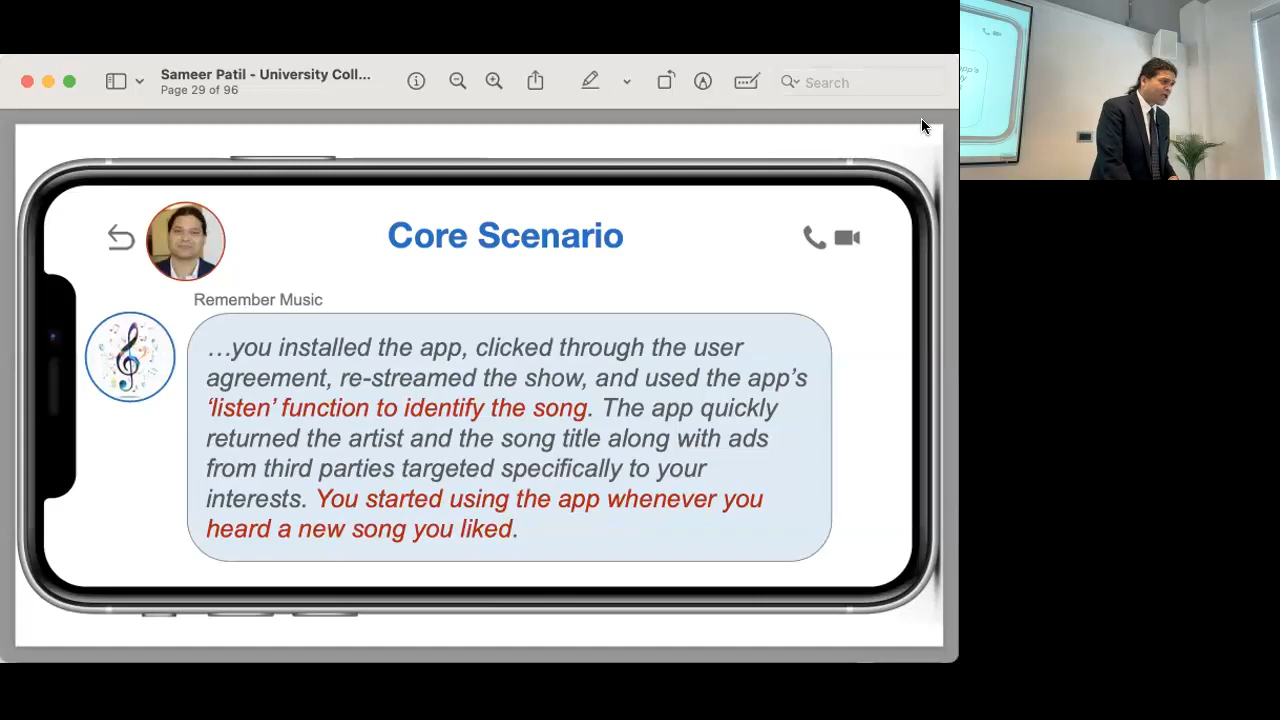 Sameer Patil - University Coll...
Page 29 of 96
Search
Core Scenario
Remember Music
…you installed the app, clicked through the user
agreement, re-streamed the show, and used the app’s
‘listen’ function to identify the song. The app quickly
returned the artist and the song title along with ads
from third parties targeted specifically to your
interests. You started using the app whenever you
heard a new song you liked.